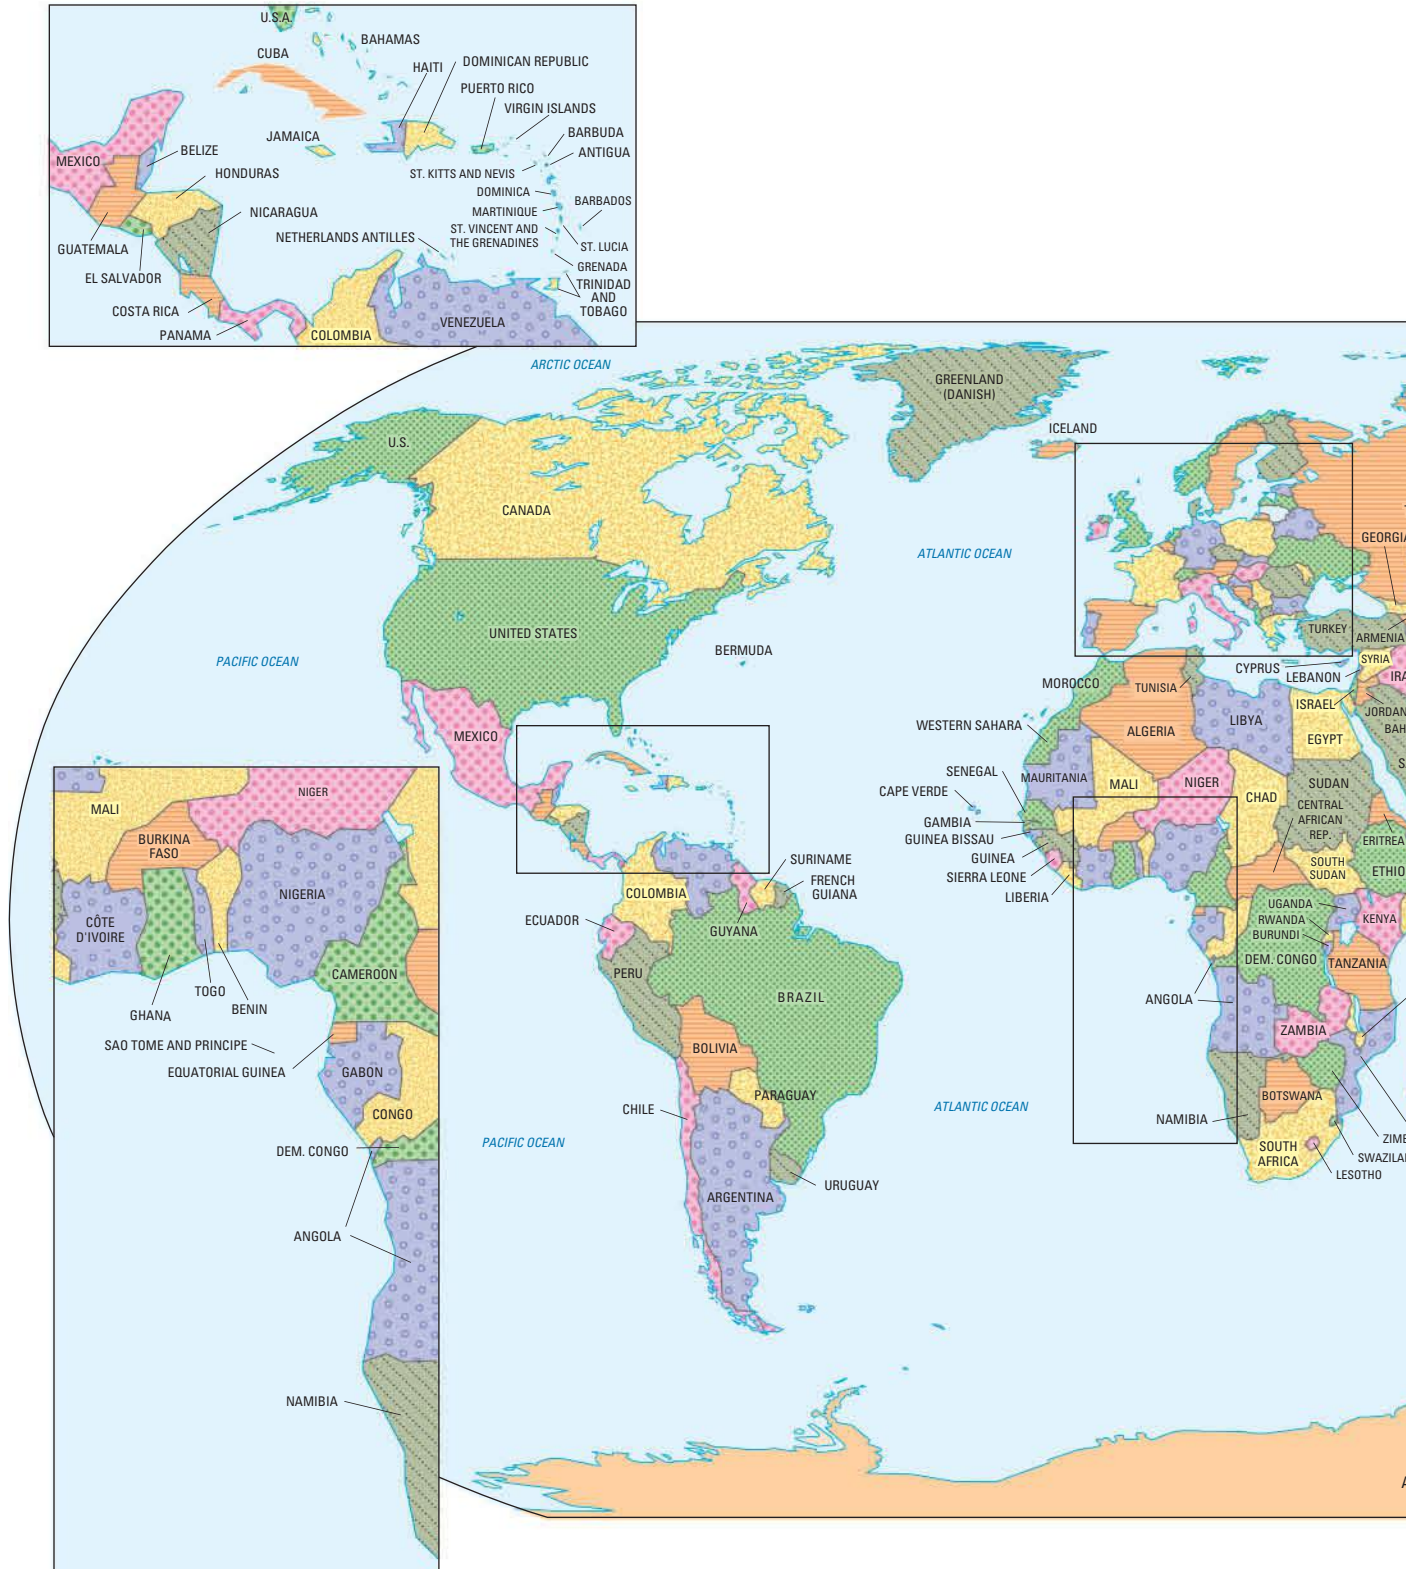 U.S.A.
BAHAMAS
CUBA
HAITI
DOMINICAN REPUBLIC
PUERTO RICO
VIRGIN ISLANDS
JAMAICA
BARBUDA
ANTIGUA
MEXICO
BELIZE
ST. KITTS AND NEVIS
HONDURAS
DOMINICA
BARBADOS
MARTINIQUE
NICARAGUA
ST. VINCENT AND
THE GRENADINES
NETHERLANDS ANTILLES
ST. LUCIA
GUATEMALA
GRENADA
EL SALVADOR
TRINIDAD
AND
TOBAGO
COSTA RICA
PANAMA
COLOMBIA
VENEZUELA
ARCTIC OCEAN
GREENLAND
(DANISH)
ICELAND
U.S.
CANADA
ATLANTIC OCEAN
GEORGIA
UNITED STATES
TURKEY
ARMENIA
BERMUDA
PACIFIC OCEAN
CYPRUS
SYRIA
LEBANON
IRA
MOROCCO
TUNISIA
ISRAEL
JORDAN
WESTERN SAHARA
LIBYA
BAH
ALGERIA
EGYPT
MEXICO
SENEGAL
MAURITANIA
MALI
NIGER
SUDAN
S
CAPE VERDE
CHAD
CENTRAL
AFRICAN
REP.
GAMBIA
GUINEA BISSAU
ERITREA
GUINEA
SOUTH
SUDAN
ETHIO
SIERRA LEONE
LIBERIA
SURINAME
FRENCH
GUIANA
COLOMBIA
ECUADOR
GUYANA
UGANDA
RWANDA
BURUNDI
KENYA
DEM. CONGO
TANZANIA
PERU
BRAZIL
ANGOLA
ZAMBIA
BOLIVIA
PARAGUAY
BOTSWANA
CHILE
ATLANTIC OCEAN
NAMIBIA
PACIFIC OCEAN
ZIMB
SOUTH
AFRICA
SWAZILA
LESOTHO
URUGUAY
ARGENTINA
A
MALI
NIGER
BURKINA
FASO
NIGERIA
CÔTE
D'IVOIRE
CAMEROON
TOGO
BENIN
GHANA
SAO TOME AND PRINCIPE
EQUATORIAL GUINEA
GABON
CONGO
DEM. CONGO
ANGOLA
NAMIBIA